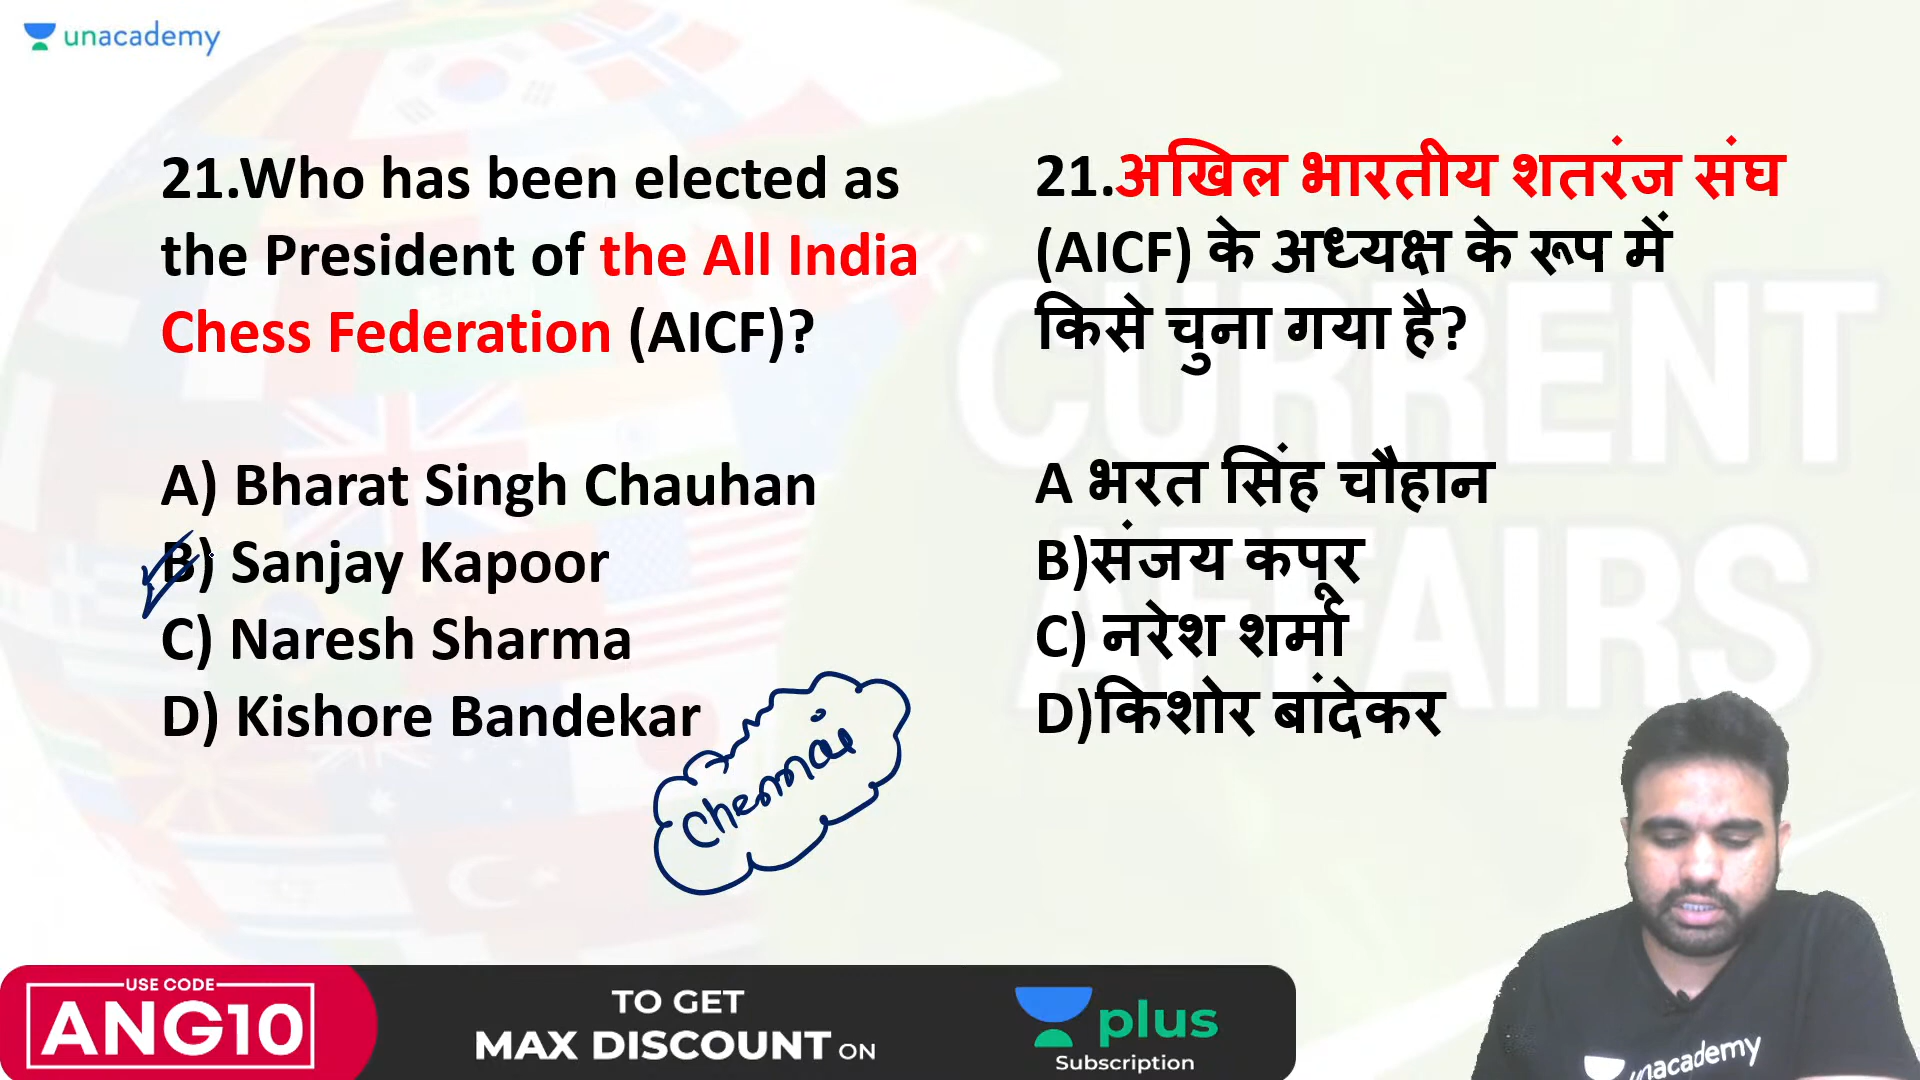 unacademy
21.Who has been elected as
the President of the All India
Chess Federation (AICF)?
A) Bharat Singh Chauhan
B) Sanjay Kapoor
C) Naresh Sharma
D) Kishore Bandekar
Chennai
21.अखिल भारतीय शतरंज संघ
(AICF) के अध्यक्ष के रूप में
किसे चुना गया है?
A भरत सिंह चौहान
B)संजय कपूर
C) नरेश शर्मा
D)किशोर बांदेकर
CURRENT
AFFAIRS
USE CODE
ANG10
TO GET
MAX DISCOUNT ON
plus
Subscription
unacademy